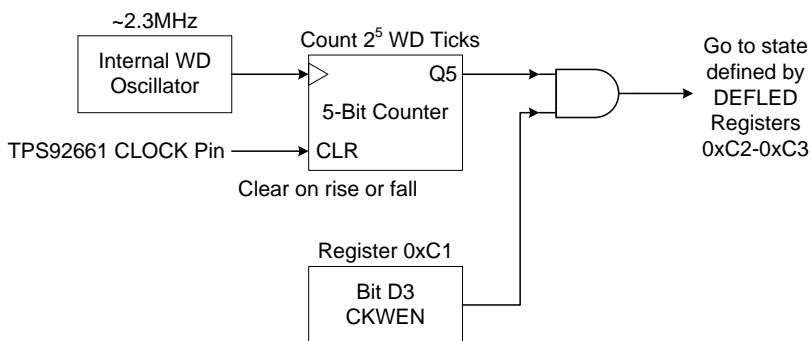 ~2.3MHz
Internal WD
Oscillator
Count 2⁵ WD Ticks
Q5
5-Bit Counter
CLR
TPS92661 CLOCK Pin
Clear on rise or fall
Go to state
defined by
DEFLED
Registers
0xC2-0xC3
Register 0xC1
Bit D3
CKWEN